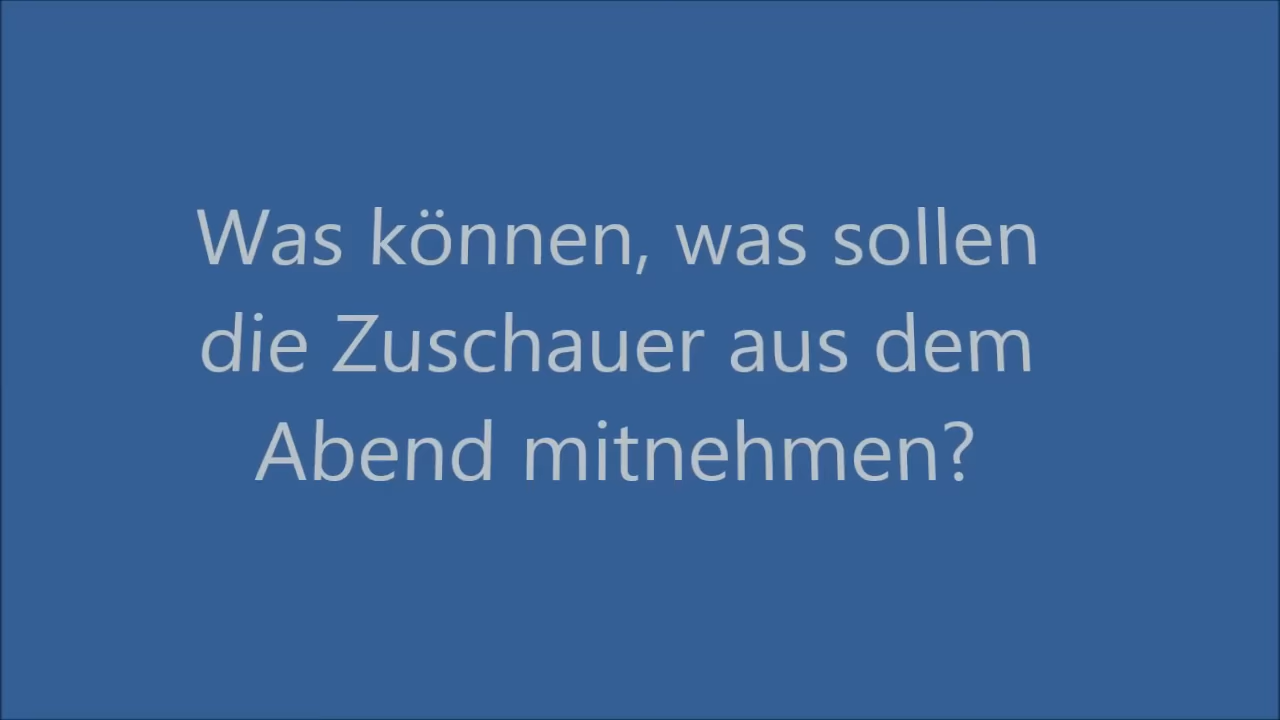 Was können, was sollen
die Zuschauer aus dem
Abend mitnehmen?